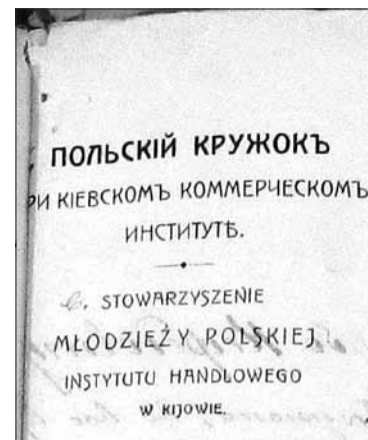 ПОЛЬСКІЙ КРУЖОКЪ
РИ КІЕВСКОМЪ КОММЕРЧЕСКОМЪ
ИНСТИТУТѢ.
STOWARZYSZENIE
MŁODZIEŻY POLSKIEJ
INSTYTUTU HANDLOWEGO
W KIJOWIE.